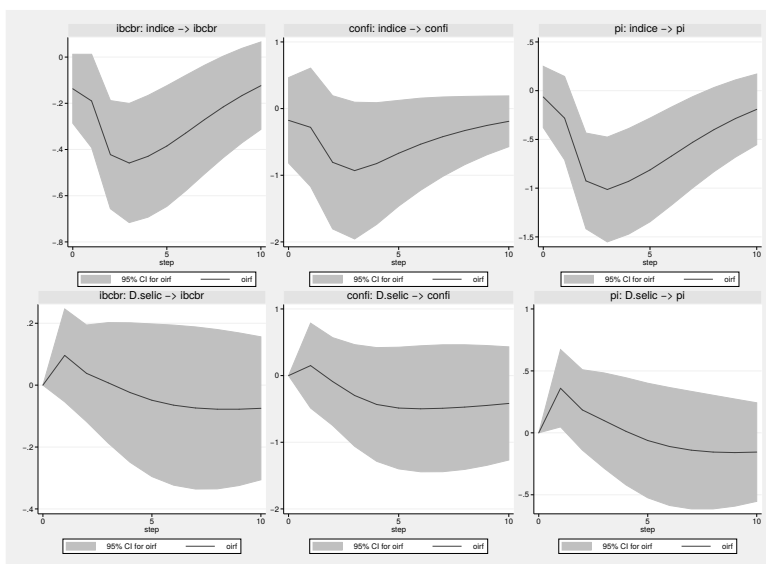 ibcbr: indice −> ibcbr
confi: indice −> confi
pi: indice −> pi
0
−.2
−.4
−.6
−.8
0
5
10
step
95% CI for oirf
oirf
1
0
−1
−2
0
5
10
step
95% CI for oirf
oirf
.5
0
−.5
−1
−1.5
0
5
10
step
95% CI for oirf
oirf
ibcbr: D.selic −> ibcbr
confi: D.selic −> confi
pi: D.selic −> pi
.2
0
−.2
−.4
0
5
10
step
95% CI for oirf
oirf
1
0
−1
−2
0
5
10
step
95% CI for oirf
oirf
1
.5
0
−.5
0
5
10
step
95% CI for oirf
oirf